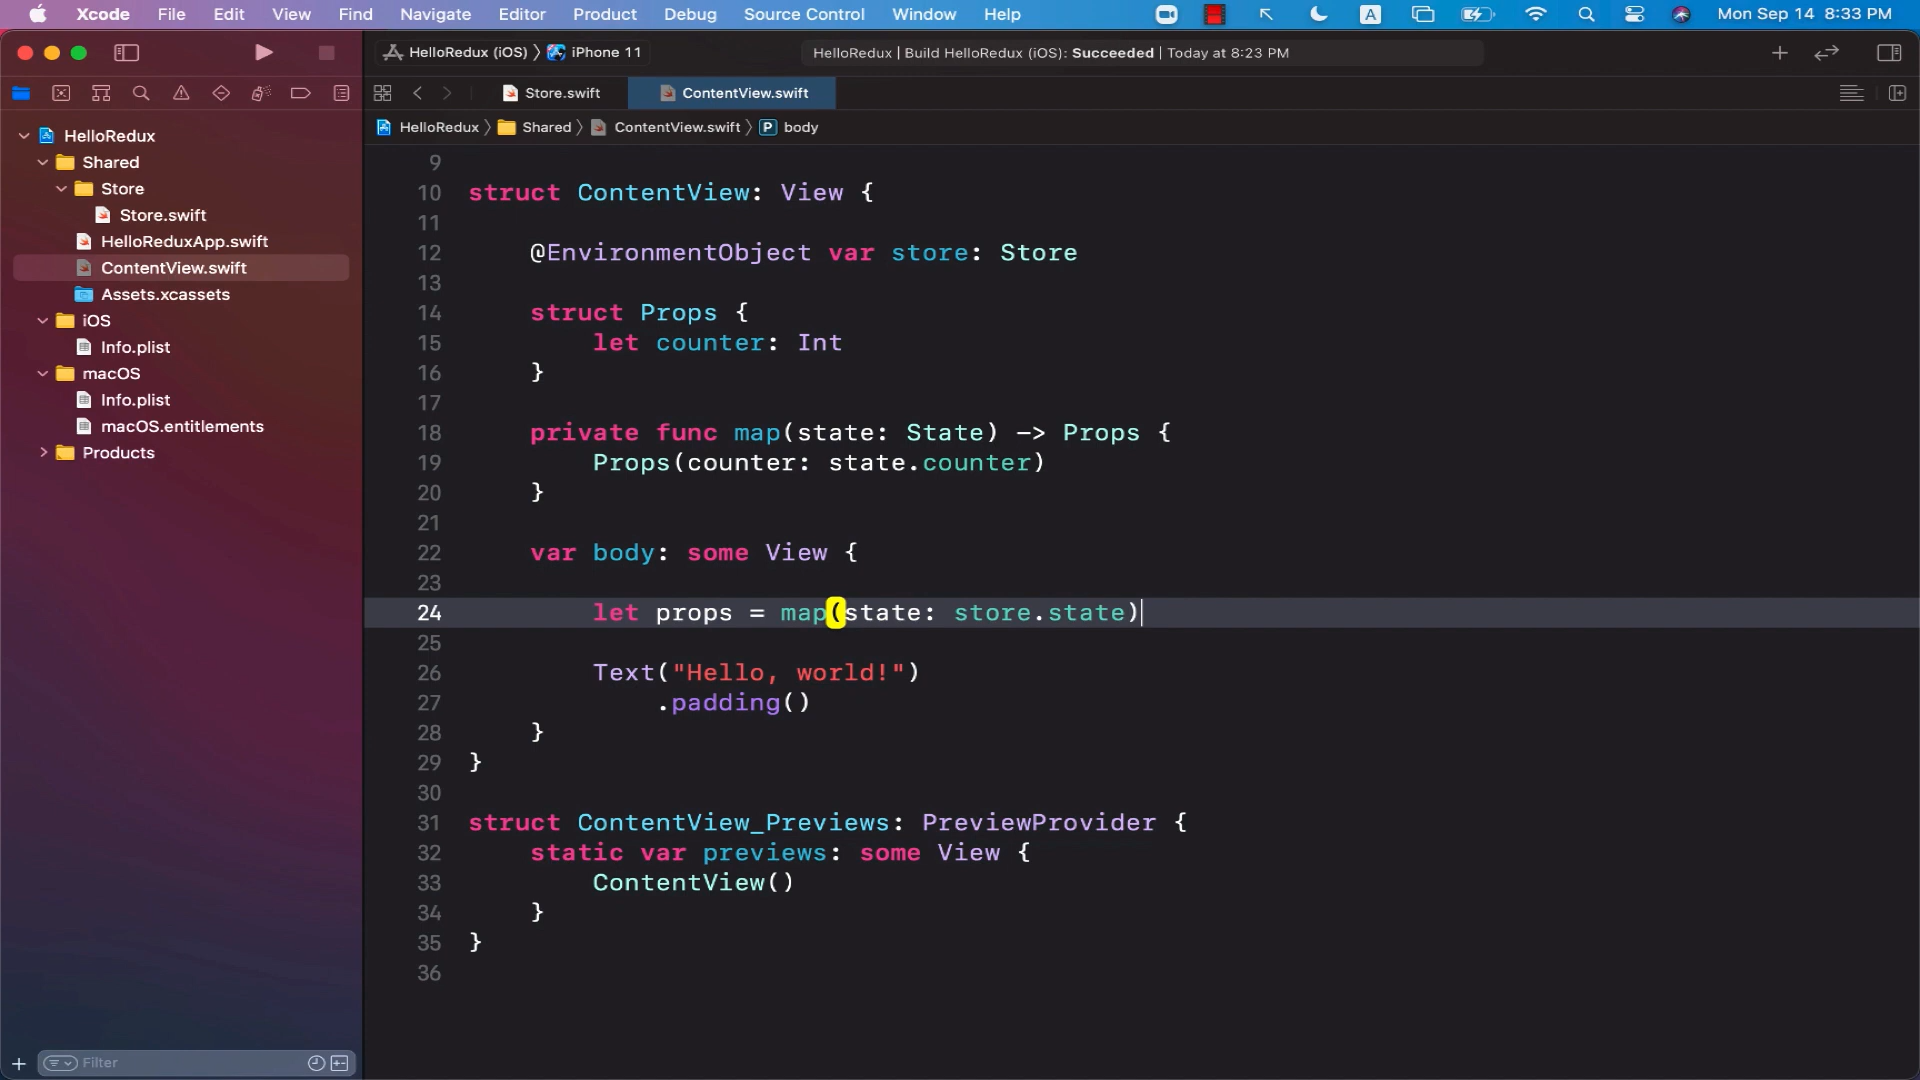 Xcode File Edit View Find Navigate Editor Product Debug Source Control Window Help A Mon Sep 14 8:33 PM
HelloRedux (iOS) iPhone 11 HelloRedux | Build HelloRedux (iOS): Succeeded | Today at 8:23 PM
Store.swift ContentView.swift
HelloRedux Shared ContentView.swift P body
HelloRedux
Shared
Store
Store.swift
HelloReduxApp.swift
ContentView.swift
Assets.xcassets
iOS
Info.plist
macOS
Info.plist
macOS.entitlements
Products
Filter
9
10 struct ContentView: View {
11
12 @EnvironmentObject var store: Store
13
14 struct Props {
15 let counter: Int
16 }
17
18 private func map(state: State) -> Props {
19 Props(counter: state.counter)
20 }
21
22 var body: some View {
23
24 let props = map(state: store.state)
25
26 Text("Hello, world!")
27 .padding()
28 }
29 }
30
31 struct ContentView_Previews: PreviewProvider {
32 static var previews: some View {
33 ContentView()
34 }
35 }
36